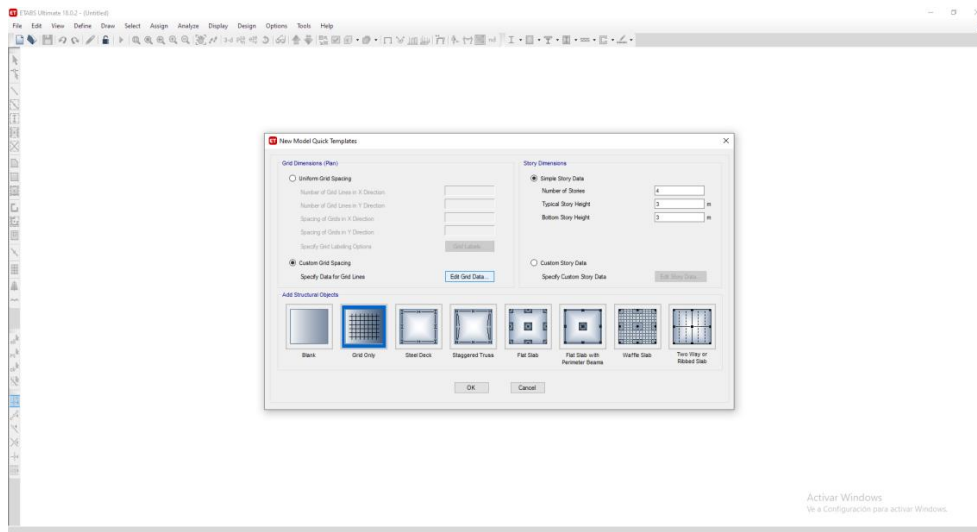 ETABS Ultimate 18.0.2 - (Untitled)
File Edit View Define Draw Select Assign Analyze Display Design Options Tools Help
New Model Quick Templates
Grid Dimensions (Plan)
Uniform Grid Spacing
Number of Grid Lines in X Direction
Number of Grid Lines in Y Direction
Spacing of Grids in X Direction
Spacing of Grids in Y Direction
Specify Grid Labeling Options
Grid Labels...
Custom Grid Spacing
Specify Data for Grid Lines
Edit Grid Data...
Story Dimensions
Simple Story Data
Number of Stories 4
Typical Story Height 3 m
Bottom Story Height 3 m
Custom Story Data
Specify Custom Story Data
Edit Story Data...
Add Structural Objects
Blank
Grid Only
Steel Deck
Staggered Truss
Flat Slab
Flat Slab with
Perimeter Beams
Waffle Slab
Two Way or
Ribbed Slab
OK
Cancel
Activar Windows
Ve a Configuración para activar Windows.